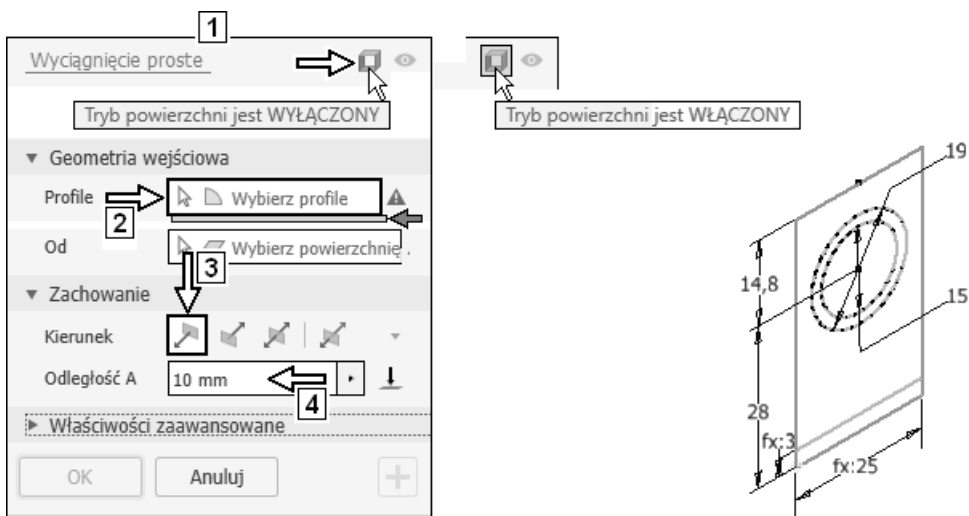 1
Wyciągnięcie proste
Tryb powierzchni jest WYŁĄCZONY
Tryb powierzchni jest WŁĄCZONY
Geometria wejściowa
Profile
2
Wybierz profile
Od
Wybierz powierzchnię
3
Zachowanie
Kierunek
Odległość A
10 mm
4
Właściwości zaawansowane
OK
Anuluj
19
14,8
15
28
fx:3
fx:25